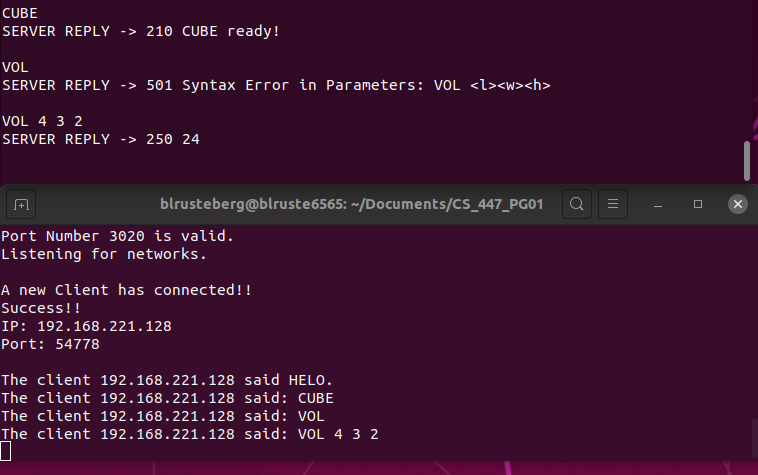 CUBE
SERVER REPLY -> 210 CUBE ready!
VOL
SERVER REPLY -> 501 Syntax Error in Parameters: VOL <l><w><h>
VOL 4 3 2
SERVER REPLY -> 250 24
blrusteberg@blruste6565: ~/Documents/CS_447_PG01
Port Number 3020 is valid.
Listening for networks.
A new Client has connected!!
Success!!
IP: 192.168.221.128
Port: 54778
The client 192.168.221.128 said HELO.
The client 192.168.221.128 said: CUBE
The client 192.168.221.128 said: VOL
The client 192.168.221.128 said: VOL 4 3 2